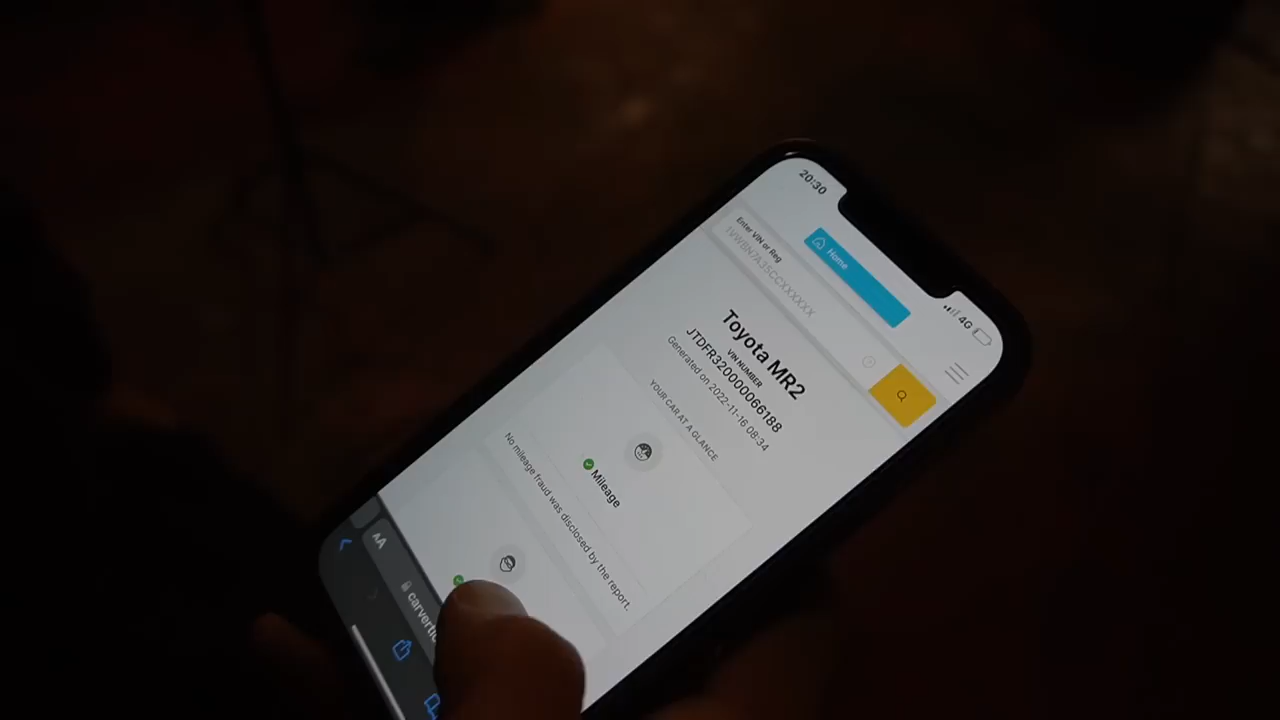 20:30
4G
Home
Enter VIN or Reg
1VWBN7A35CCXXXXXX
Toyota MR2
VIN NUMBER
JTDFR320000066188
Generated on 2022-11-16 08:34
YOUR CAR AT A GLANCE
Mileage
No mileage fraud was disclosed by the report.
AA